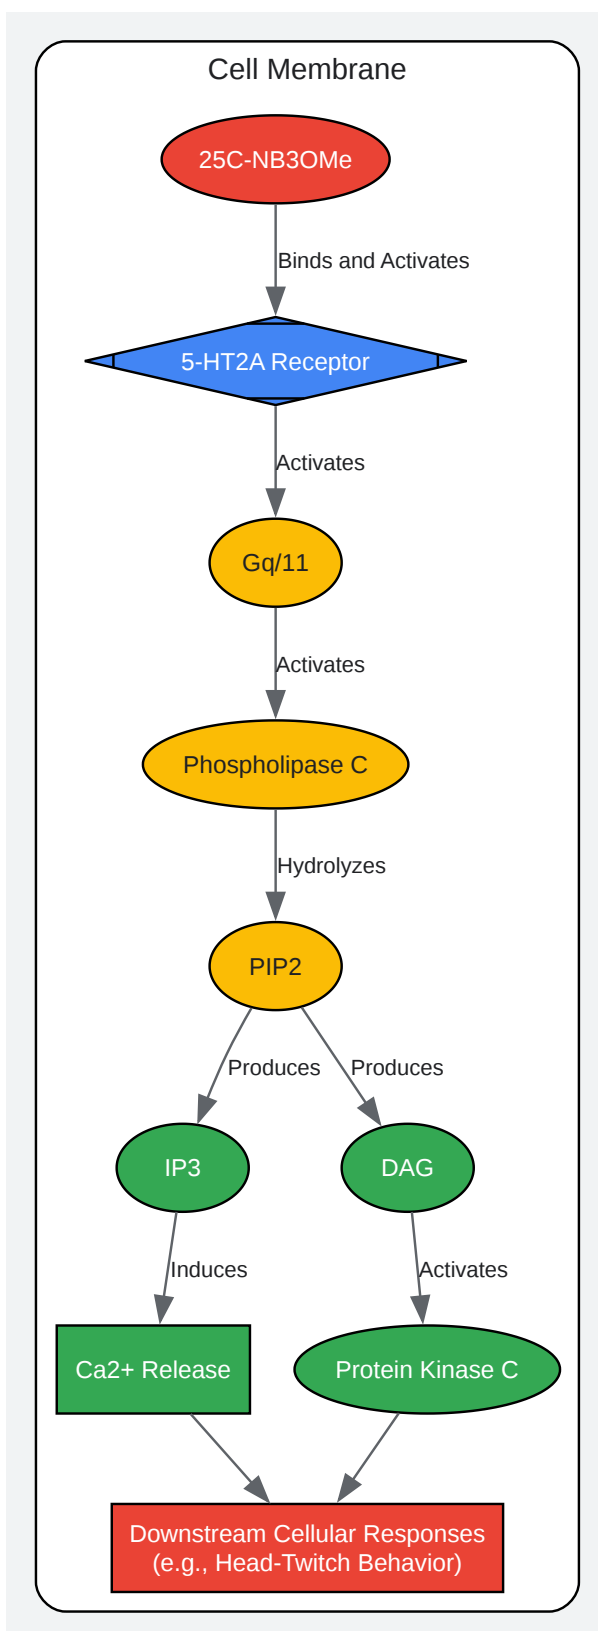 Cell Membrane
25C-NB3OMe
Binds and Activates
5-HT2A Receptor
Activates
Gq/11
Activates
Phospholipase C
Hydrolyzes
PIP2
Produces
Produces
IP3
DAG
Induces
Activates
Ca2+ Release
Protein Kinase C
Downstream Cellular Responses
(e.g., Head-Twitch Behavior)